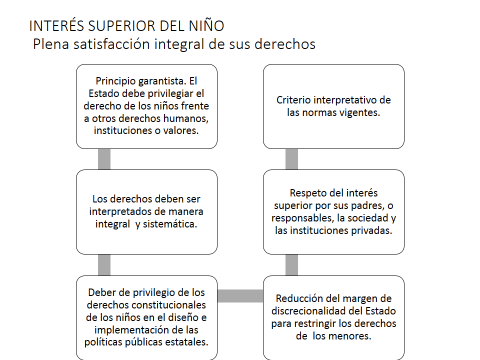 INTERÉS SUPERIOR DEL NIÑO
Plena satisfacción integral de sus derechos
Principio garantista. El
Estado debe privilegiar el
derecho de los niños frente
a otros derechos humanos,
instituciones o valores.
Los derechos deben ser
interpretados de manera
integral y sistemática.
Deber de privilegio de los
derechos constitucionales
de los niños en el diseño e
implementación de las
políticas públicas estatales.
Reducción del margen de
discrecionalidad del Estado
para restringir los derechos
de los menores.
Respeto del interés
superior por sus padres, o
responsables, la sociedad y
las instituciones privadas.
Criterio interpretativo de
las normas vigentes.